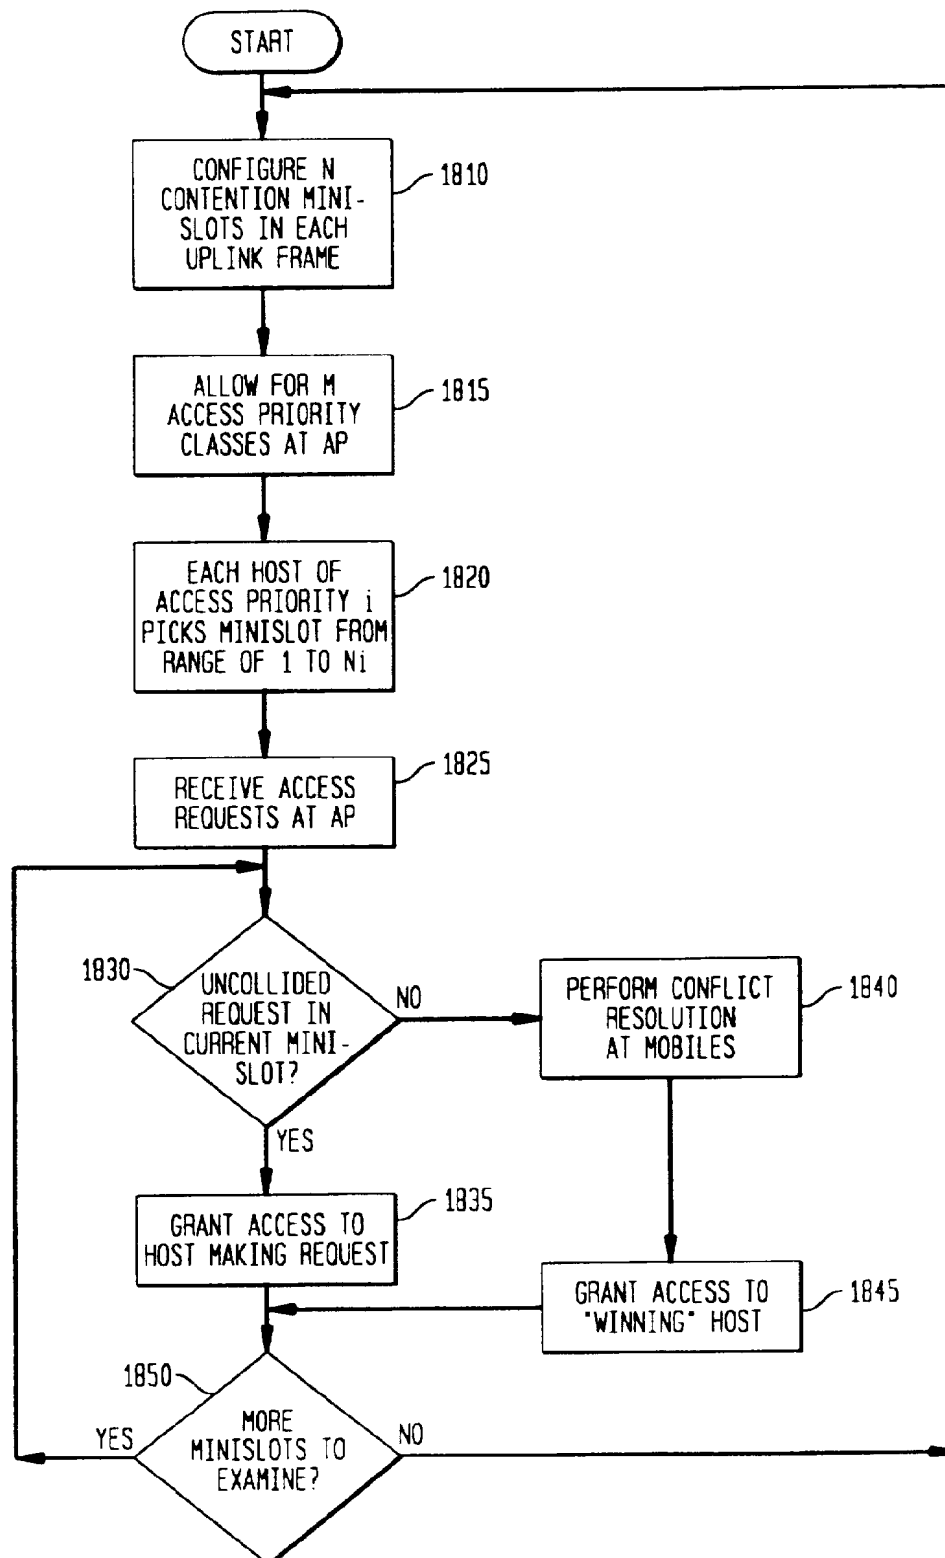 START
CONFIGURE N
CONTENTION MINI-
SLOTS IN EACH
UPLINK FRAME
1810
ALLOW FOR M
ACCESS PRIORITY
CLASSES AT AP
1815
EACH HOST OF
ACCESS PRIORITY i
PICKS MINISLOT FROM
RANGE OF 1 TO Ni
1820
RECEIVE ACCESS
REQUESTS AT AP
1825
1830
UNCOLLIDED
REQUEST IN
CURRENT MINI-
SLOT?
NO
YES
PERFORM CONFLICT
RESOLUTION
AT MOBILES
1840
GRANT ACCESS TO
HOST MAKING REQUEST
1835
GRANT ACCESS TO
"WINNING" HOST
1845
1850
MORE
MINISLOTS TO
EXAMINE?
YES
NO